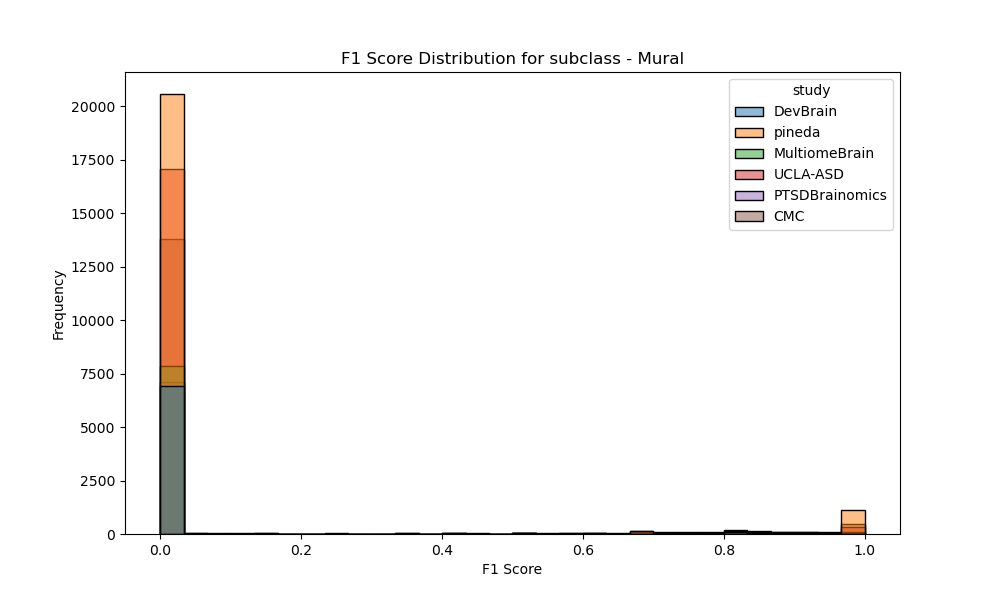 F1 Score Distribution for subclass - Mural
study
DevBrain
pineda
MultiomeBrain
UCLA-ASD
PTSDBrainomics
CMC
Frequency
20000
17500
15000
12500
10000
7500
5000
2500
0
0.0 0.2 0.4 0.6 0.8 1.0
F1 Score